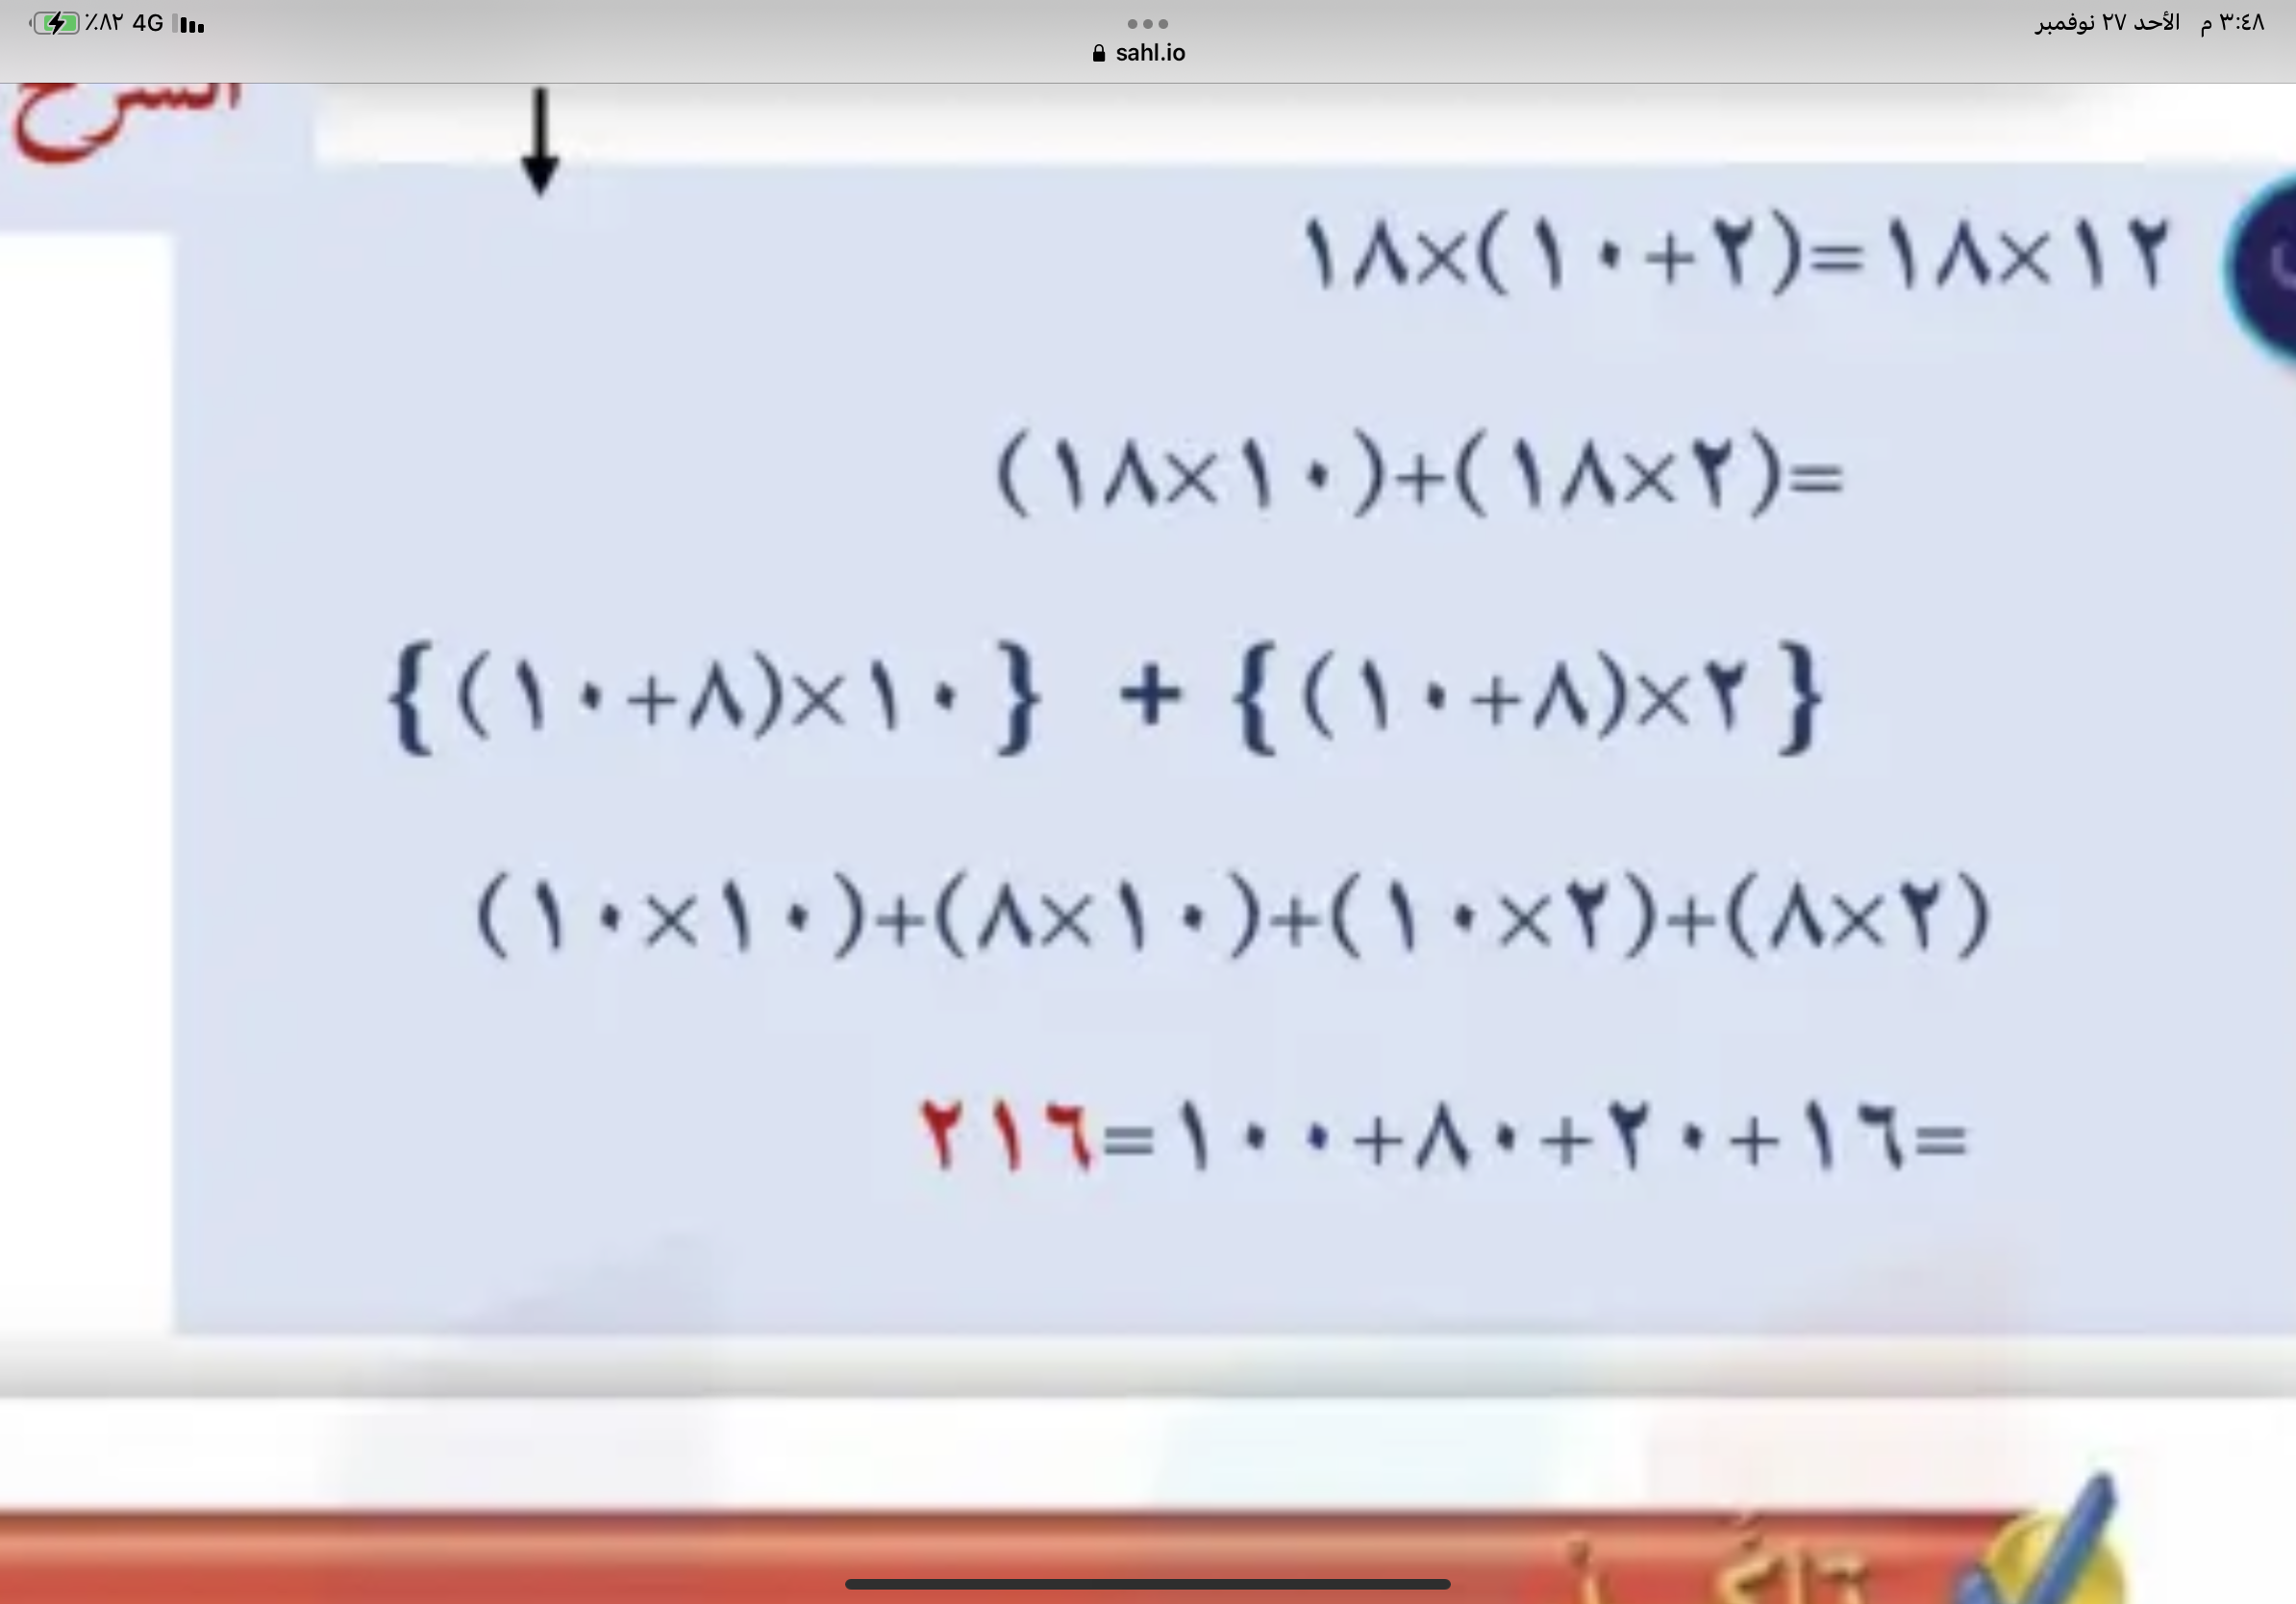 ٣:٤٨ م الأحد ٢٧ نوفمبر
4G ٪٨٢
sahl.io
الشرح
١٢×١٨=(٢+١٠)×١٨
=(٢×١٨)+(١٠×١٨)
{٢×(٨+١٠)} + {١٠×(٨+١٠)}
(٢×٨)+(٢×١٠)+(١٠×٨)+(١٠×١٠)
=١٦+٢٠+٨٠+١٠٠=٢١٦